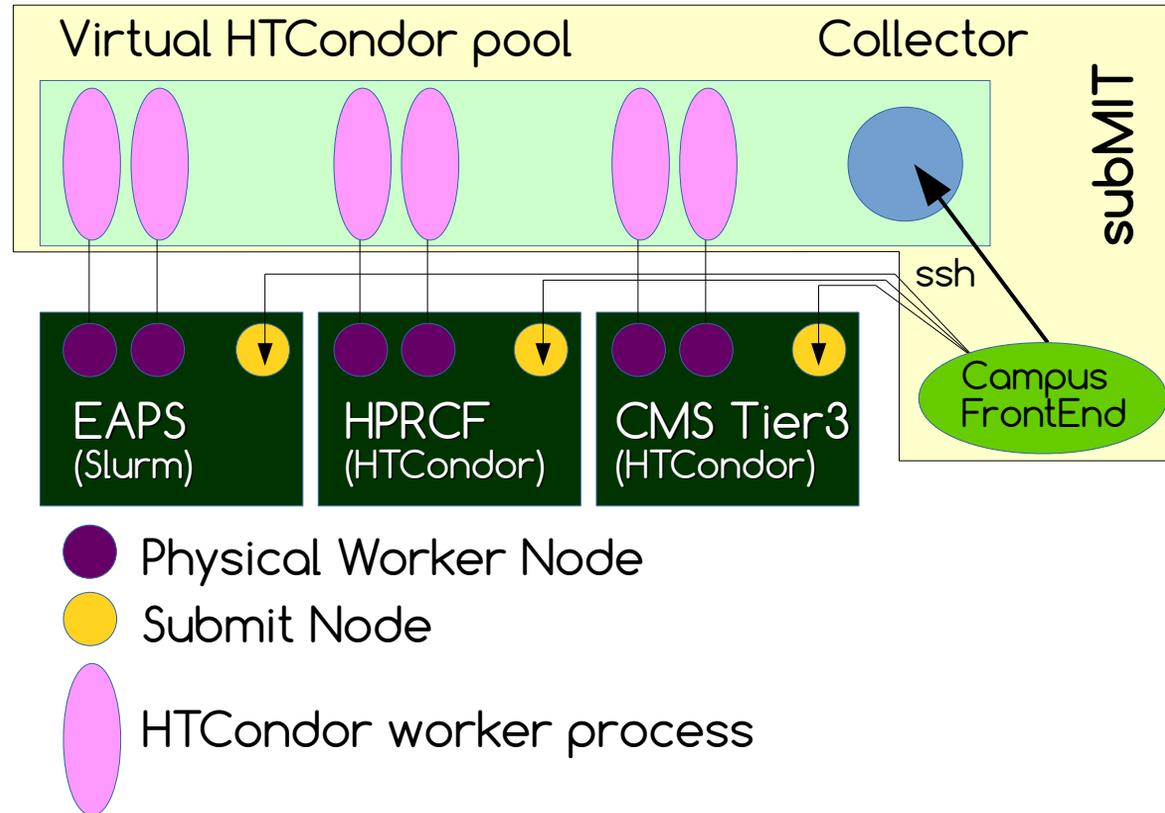 Virtual HTCondor pool
Collector
subMIT
ssh
Campus
FrontEnd
EAPS
(Slurm)
HPRCF
(HTCondor)
CMS Tier3
(HTCondor)
Physical Worker Node
Submit Node
HTCondor worker process